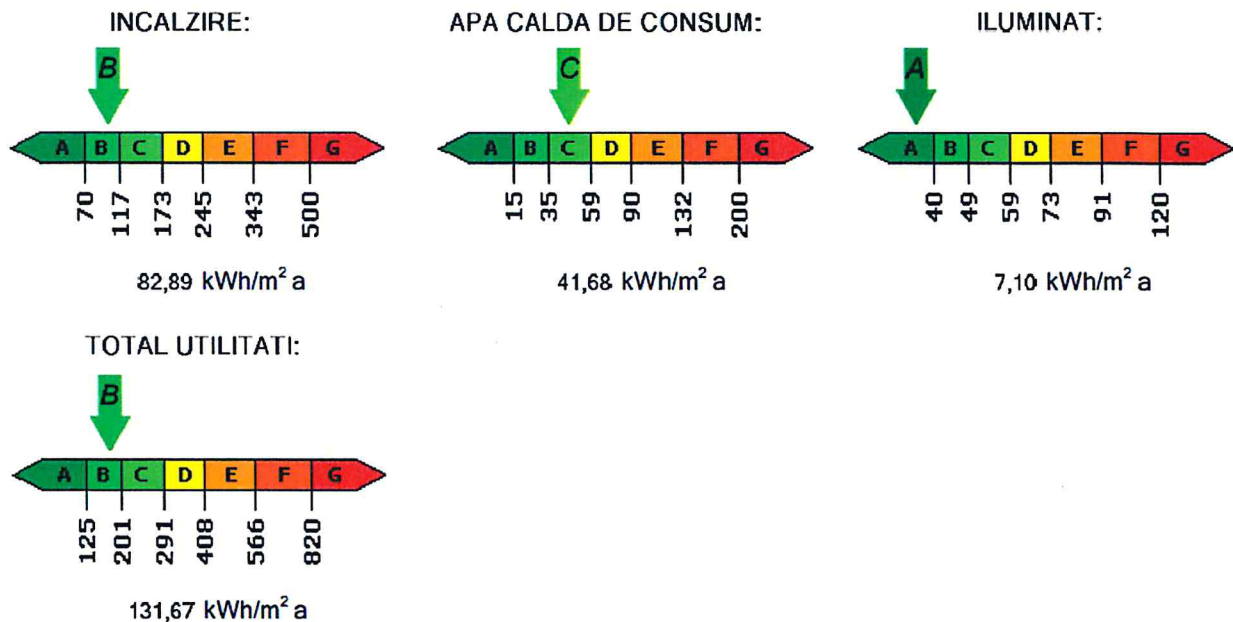 INCALZIRE:
B
A B C D E F G
70 117 173 245 343 500
82,89 kWh/m² a
APA CALDA DE CONSUM:
C
A B C D E F G
15 35 59 90 132 200
41,68 kWh/m² a
ILUMINAT:
A
A B C D E F G
40 49 59 73 91 120
7,10 kWh/m² a
TOTAL UTILITATI:
B
A B C D E F G
125 201 291 408 566 820
131,67 kWh/m² a